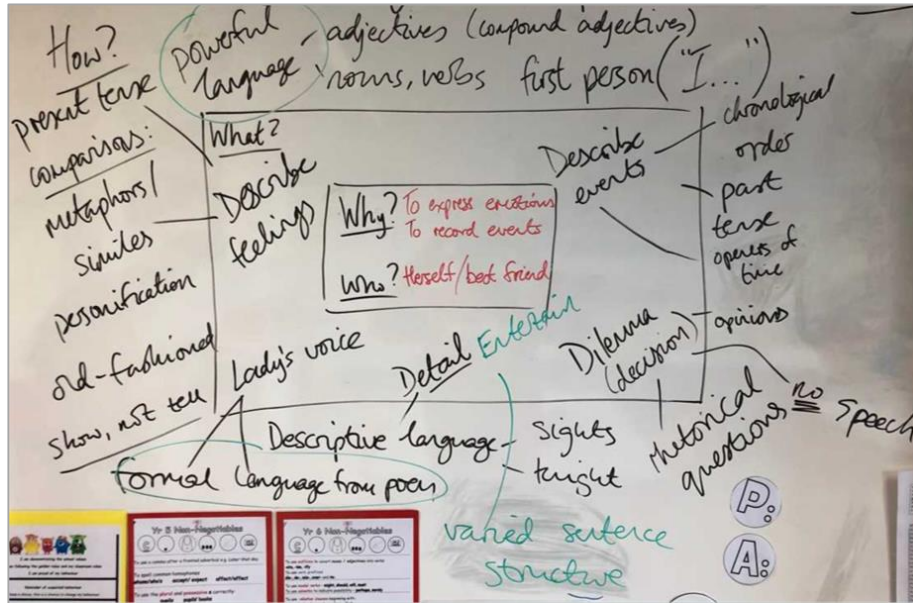 How?
powerful language
- adjectives (compound adjectives)
nouns, verbs
first person ("I...")
present tense
comparisons:
metaphors/
similes
personification
old-fashioned
show, not tell
What?
Describe
feelings
Why? To express emotions
To record events
Who? Herself/best friend
Describe
events
chronological
order
past
tense
openers of
time
opinions
Lady's voice
Detail
Entertain
Dilemma
(decision)
rhetorical
questions
no speech
Descriptive language
- sights
- knight
formal language from poem
varied sentence
structure
P:
A:
Yr 5 Non-Negotiables
Yr 6 Non-Negotiables